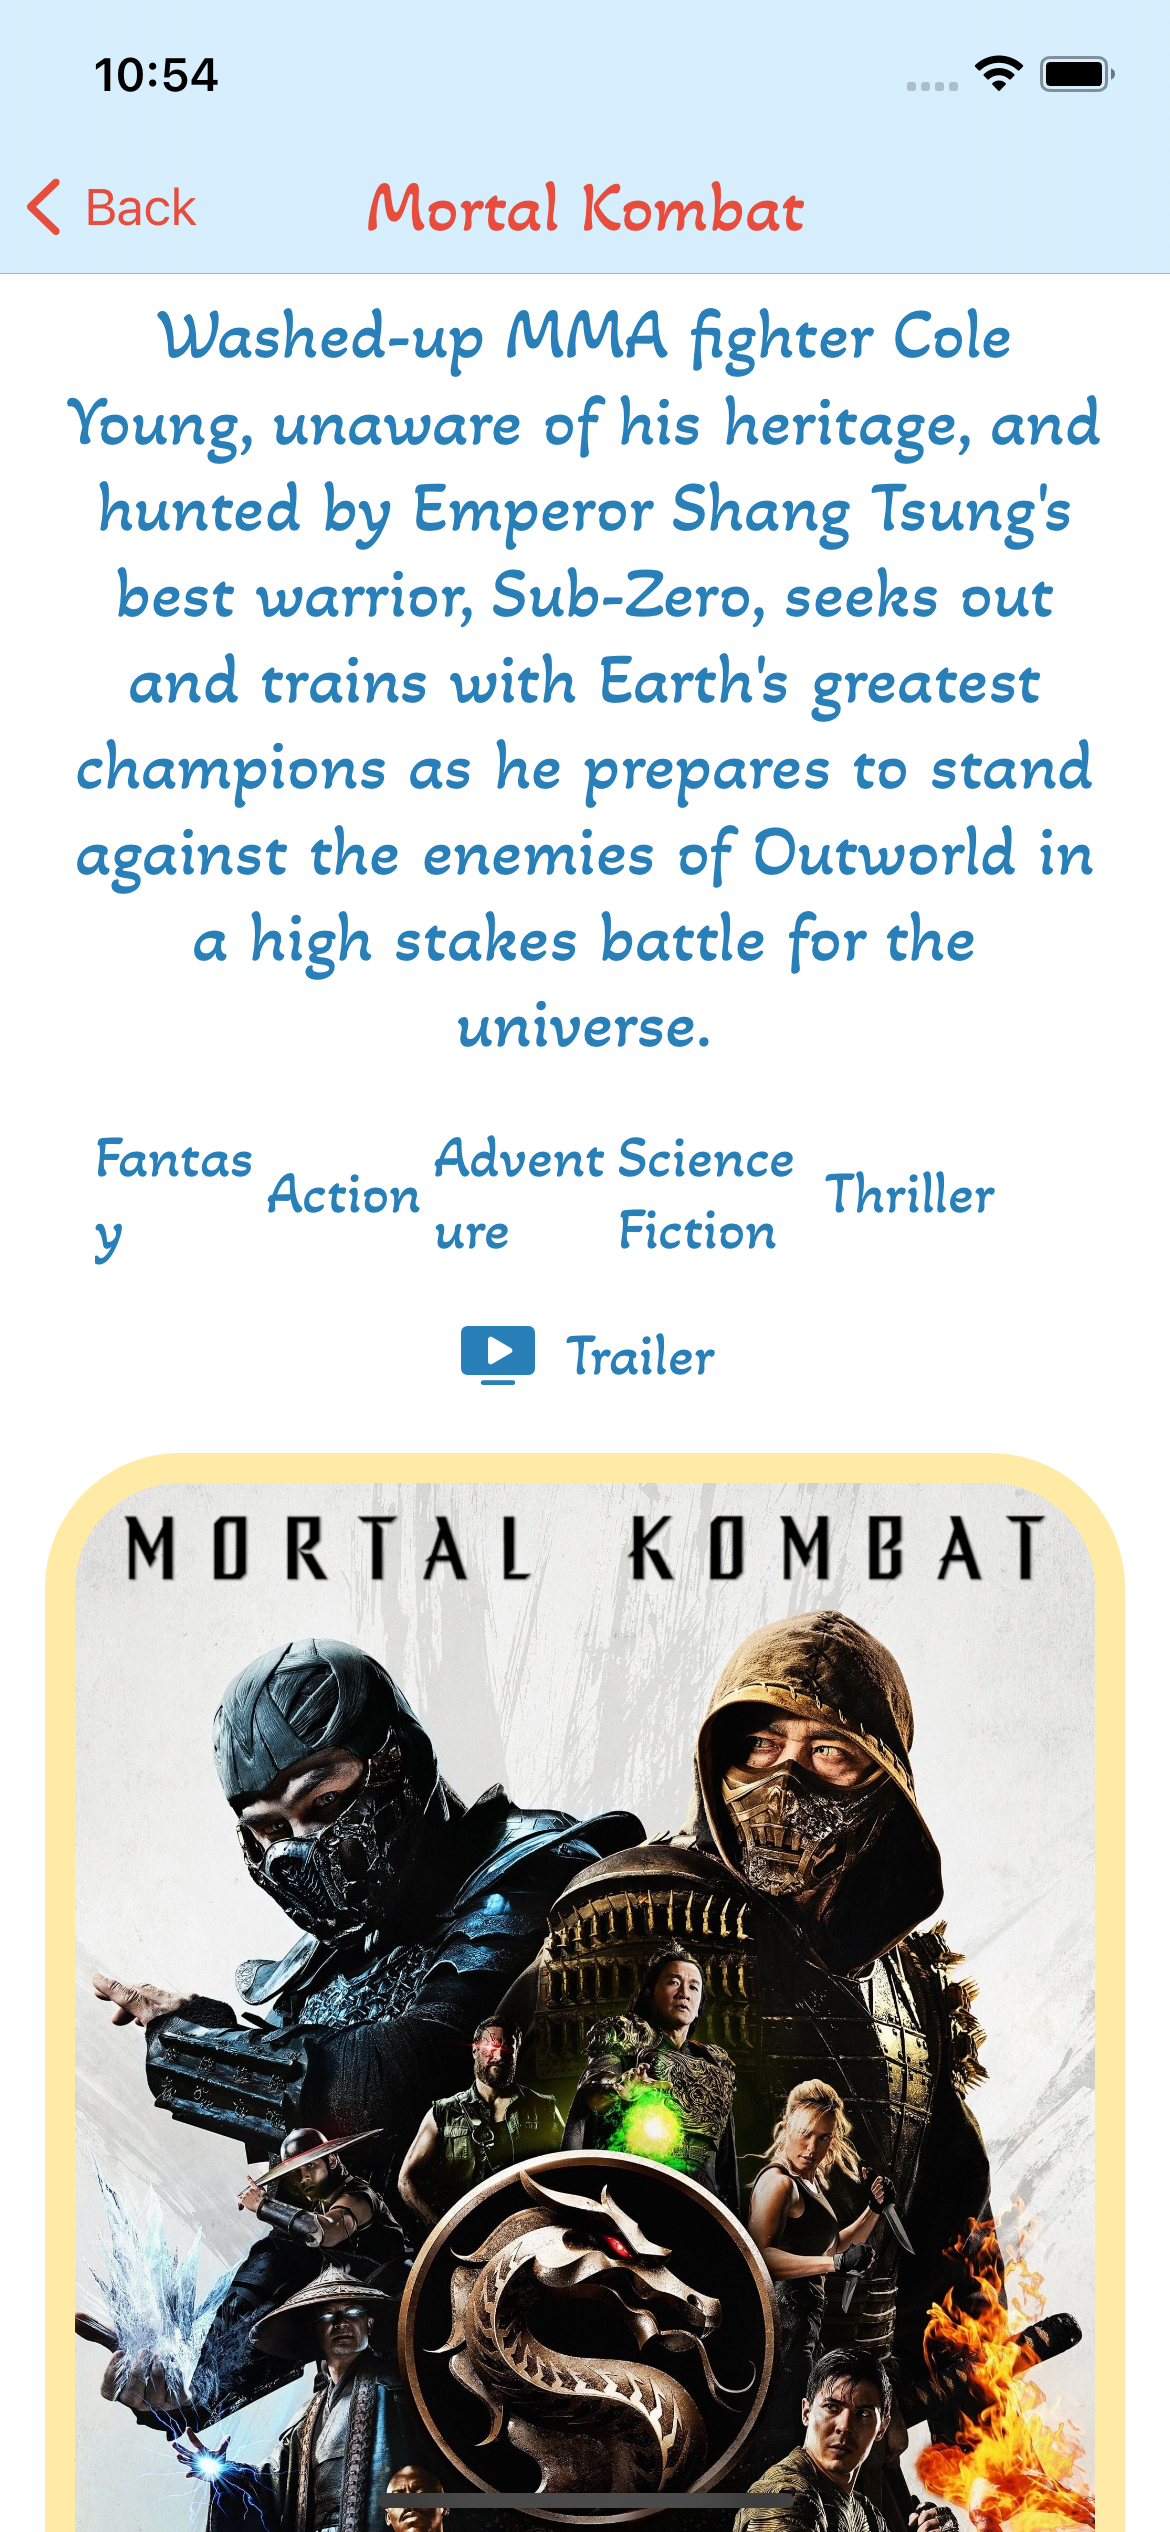 10:54
Back
Mortal Kombat
Washed-up MMA fighter Cole
Young, unaware of his heritage, and
hunted by Emperor Shang Tsung's
best warrior, Sub-Zero, seeks out
and trains with Earth's greatest
champions as he prepares to stand
against the enemies of Outworld in
a high stakes battle for the
universe.
Fantas
y
Action
Advent
ure
Science
Fiction
Thriller
Trailer
MORTAL KOMBAT